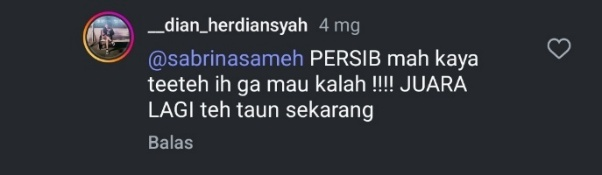 __dian_herdiansyah 4 mg
@sabrinasameh PERSIB mah kaya
teeteh ih ga mau kalah !!!! JUARA
LAGI teh taun sekarang
Balas